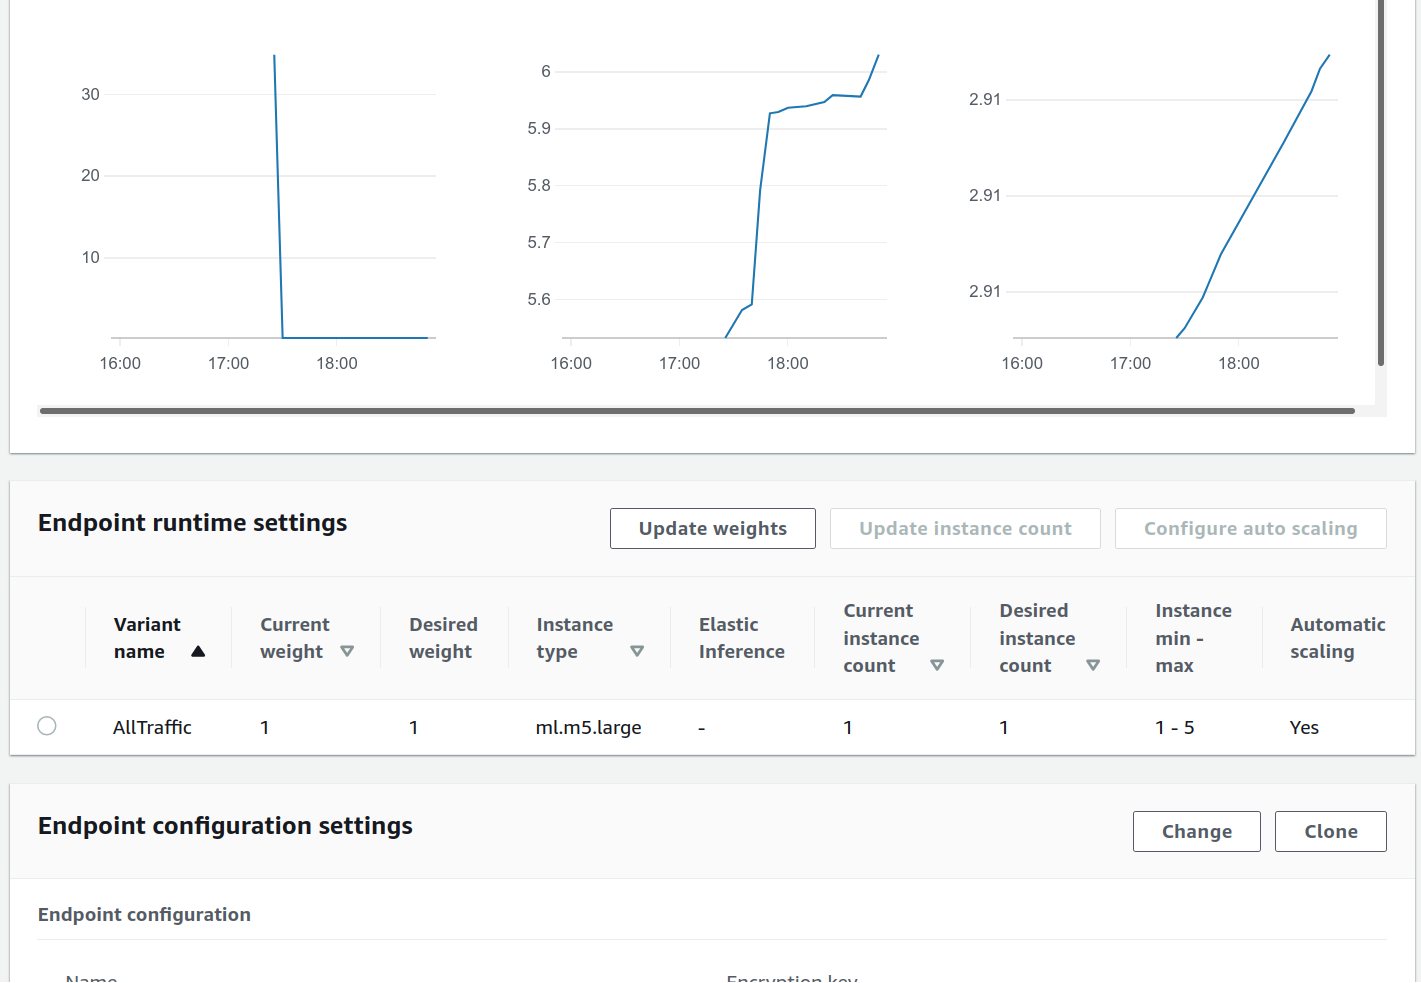 30
20
10
16:00 17:00 18:00
6
5.9
5.8
5.7
5.6
16:00 17:00 18:00
2.91
2.91
2.91
16:00 17:00 18:00
Endpoint runtime settings
Update weights
Update instance count
Configure auto scaling
Variant name
Current weight
Desired weight
Instance type
Elastic Inference
Current instance count
Desired instance count
Instance min - max
Automatic scaling
AllTraffic 1 1 ml.m5.large - 1 1 1 - 5 Yes
Endpoint configuration settings
Change
Clone
Endpoint configuration
Name
Encryption key